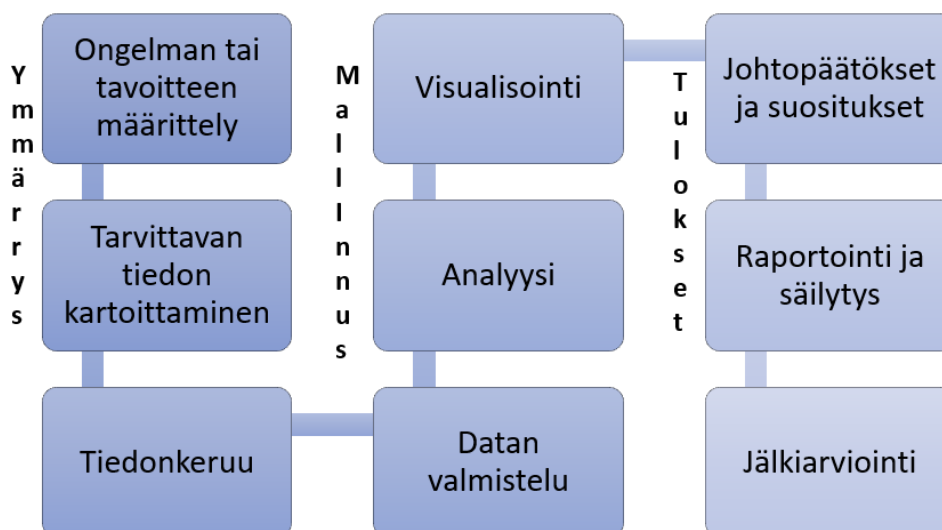 Ymmärrys
Ongelman tai
tavoitteen
määrittely
Tarvittavan
tiedon
kartoittaminen
Tiedonkeruu
MallInnus
Visualisointi
Analyysi
Datan
valmistelu
Tulokset
Johtopäätökset
ja suositukset
Raportointi ja
säilytys
Jälkiarviointi